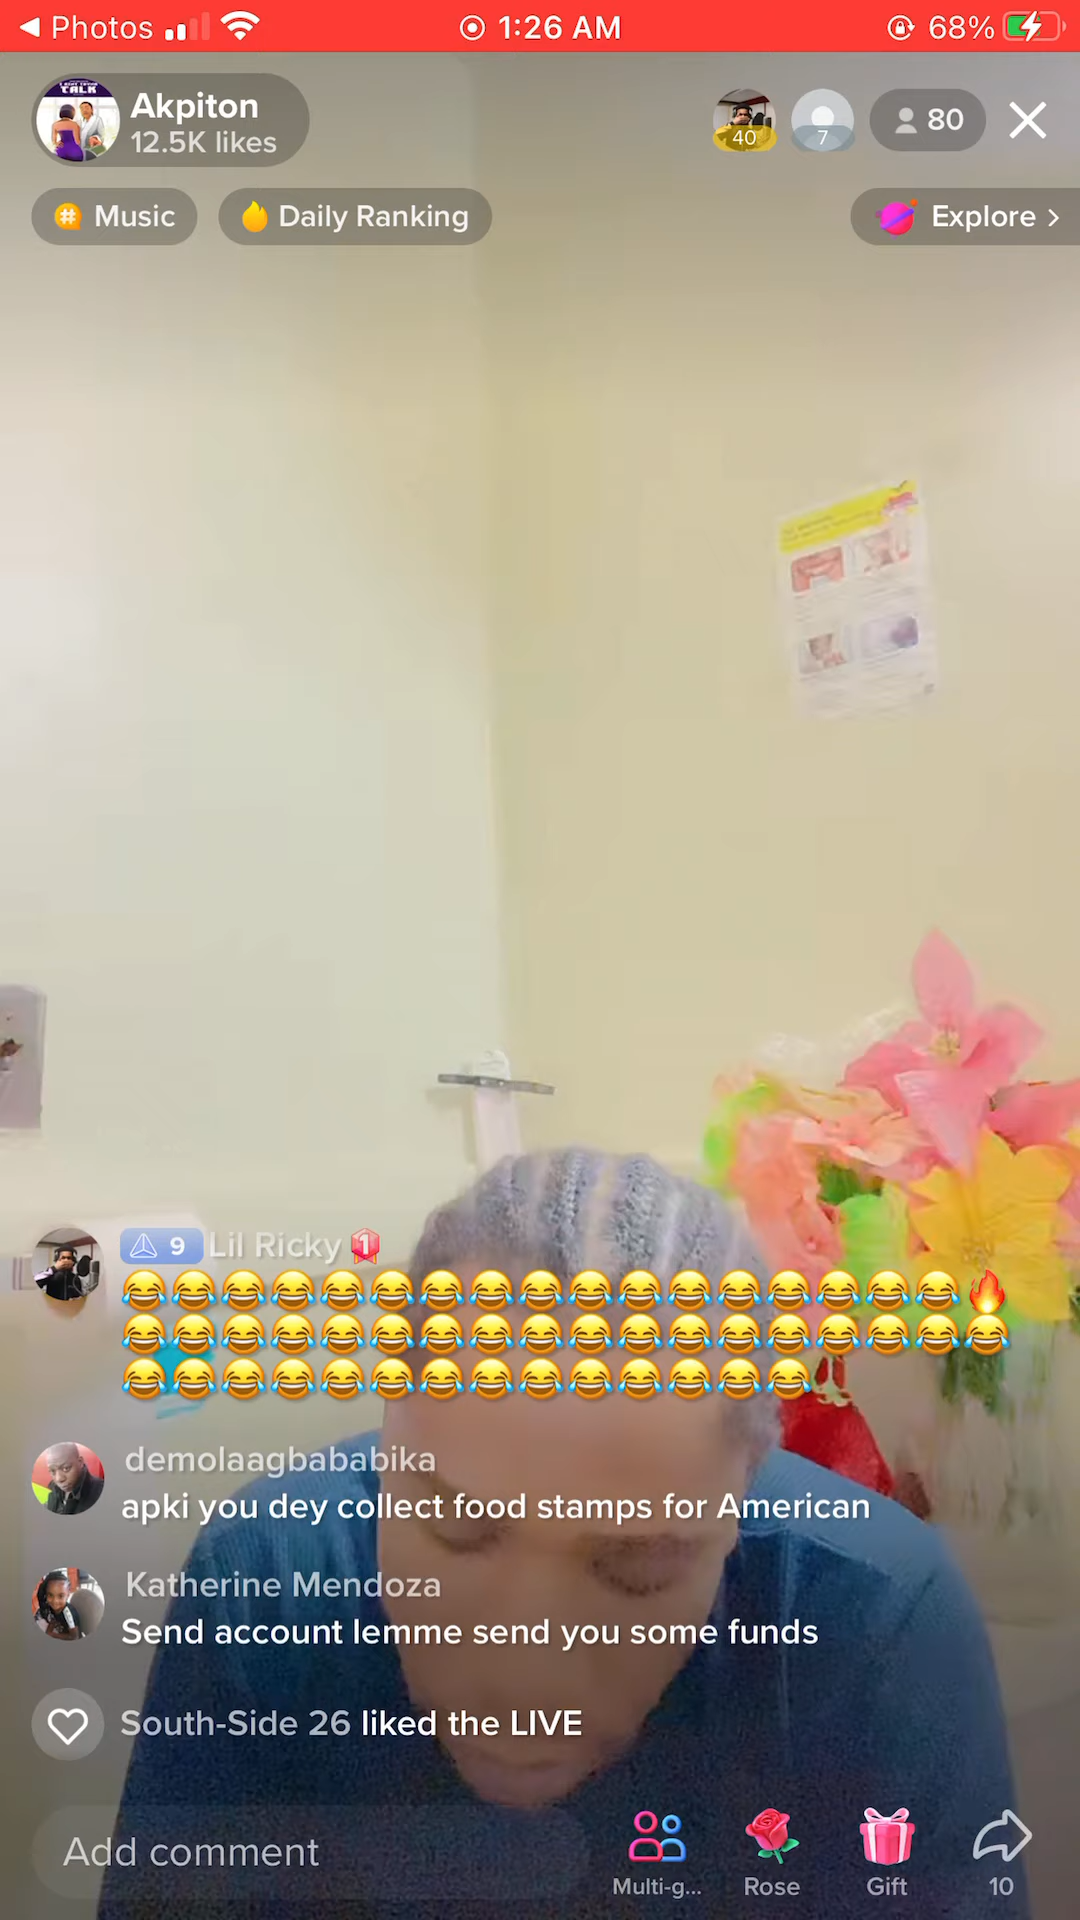 Photos
1:26 AM
68%
TALK
Akpiton
12.5K likes
40
7
80
Music
Daily Ranking
Explore
9 Lil Ricky 1
😂😂😂😂😂😂😂😂😂😂😂😂😂😂😂😂😂🔥
😂😂😂😂😂😂😂😂😂😂😂😂😂😂😂😂😂😂
😂😂😂😂😂😂😂😂😂😂😂😂😂😂
demolaagbababika
apki you dey collect food stamps for American
Katherine Mendoza
Send account lemme send you some funds
South-Side 26 liked the LIVE
Add comment
Multi-g...
Rose
Gift
10